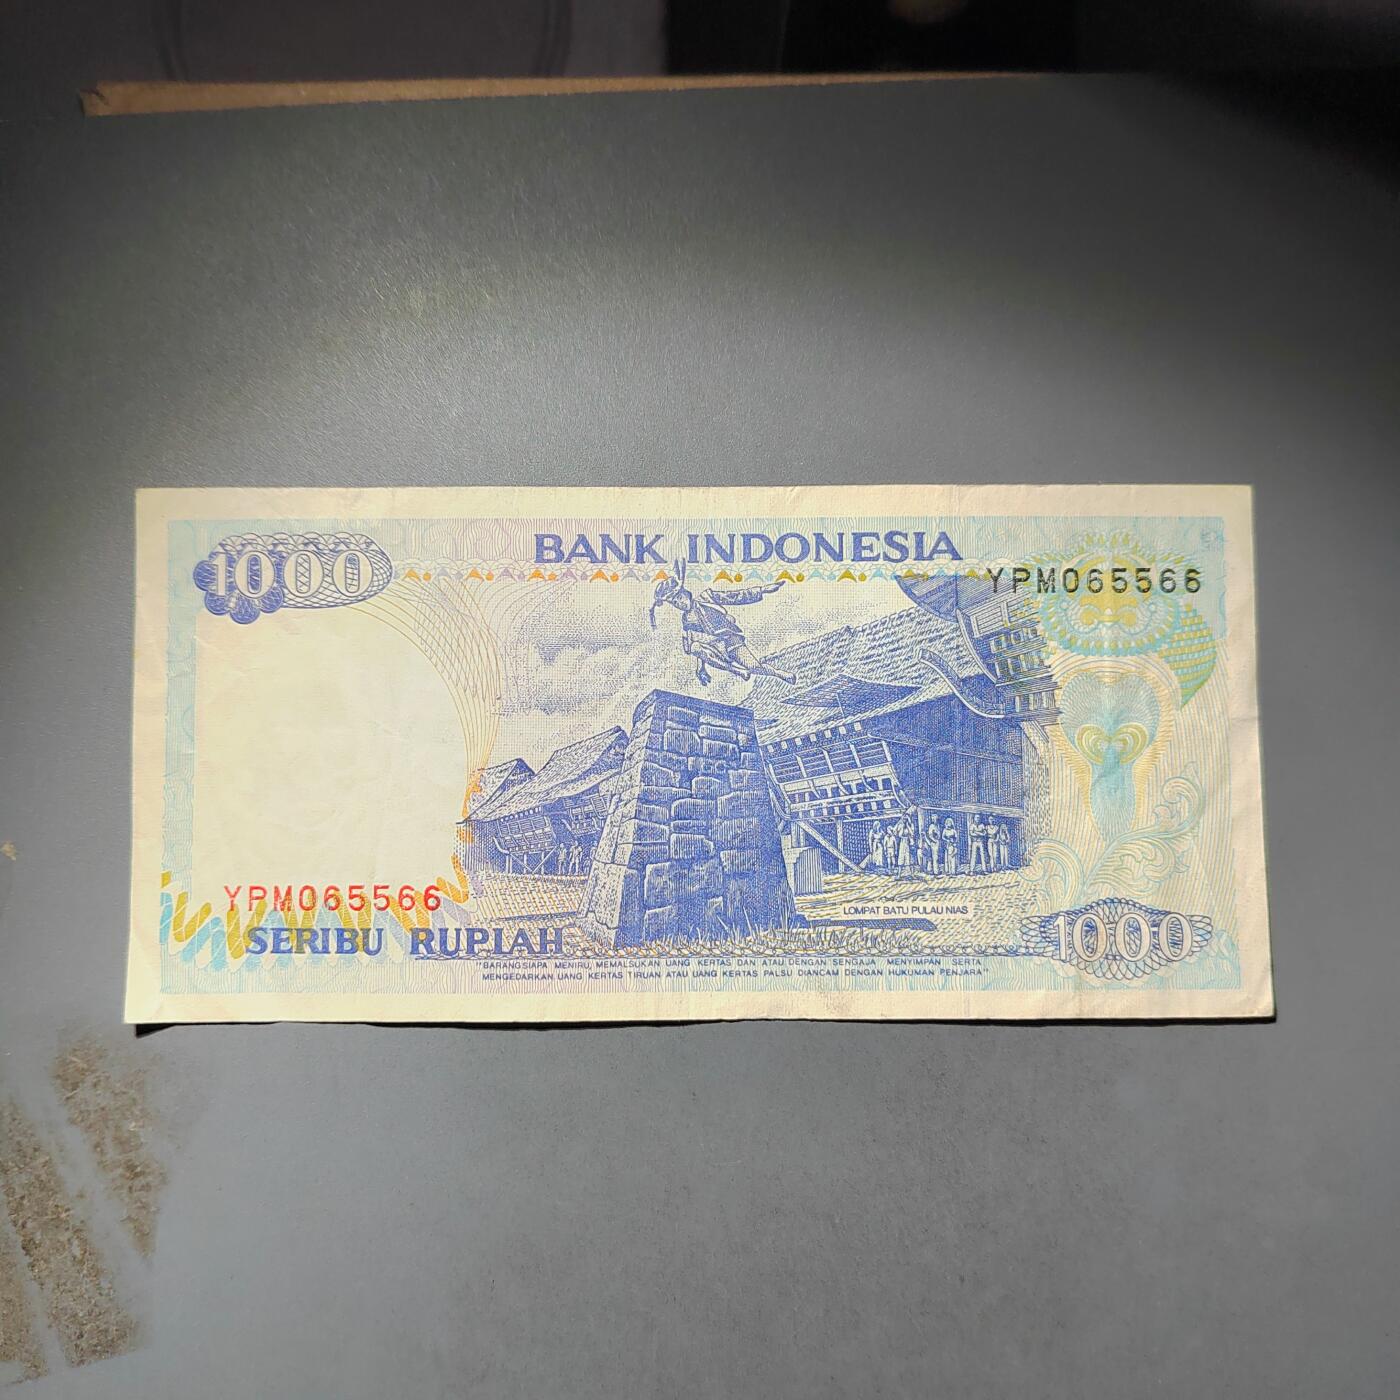 1000
BANK INDONESIA
YPM065566
YPM065566
LOMPAT BATU PULAU NIAS
SERIBU RUPIAH
1000
"BARANGSIAPA MENIRU, MEMALSUKAN UANG KERTAS DAN ATAU DENGAN SENGAJA MENYIMPAN SERTA
MENGEDARKAN UANG KERTAS TIRUAN ATAU UANG KERTAS PALSU DIANCAM DENGAN HUKUMAN PENJARA"